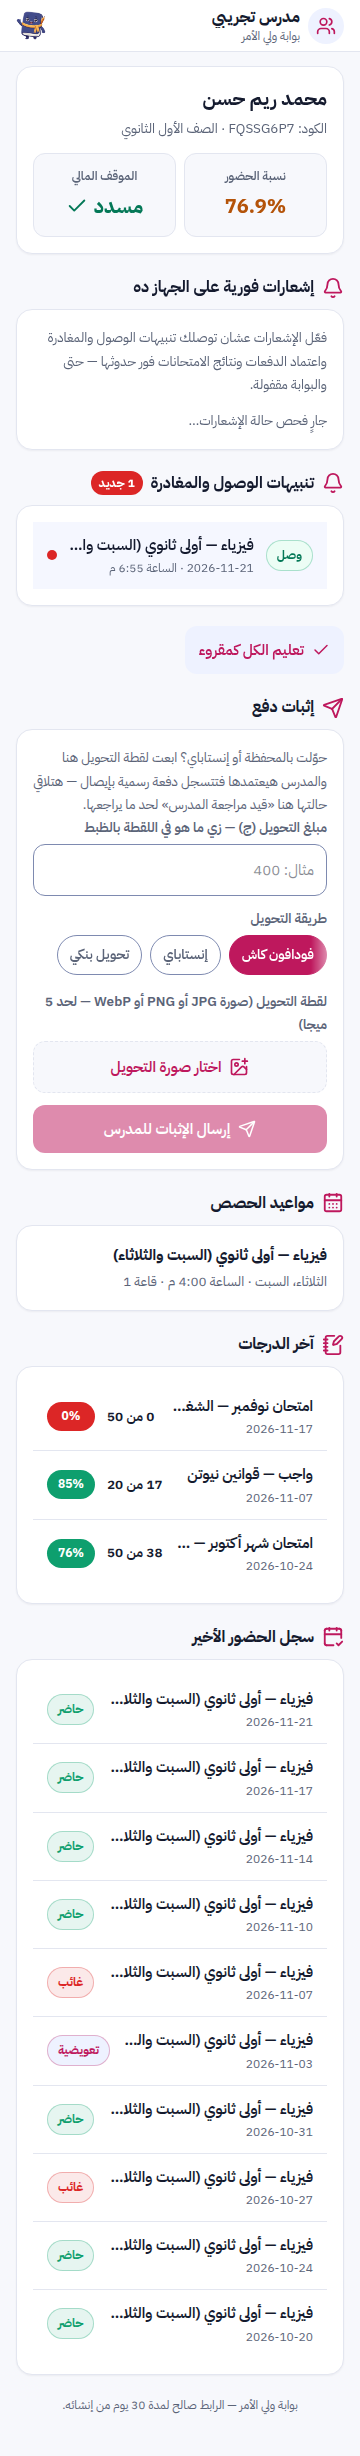 مدرس تجريبي
بوابة ولي الأمر
محمد ريم حسن
الكود: FQSSG6P7 · الصف الأول الثانوي
نسبة الحضور
76.9%
الموقف المالي
مسدد
إشعارات فورية على الجهاز ده
فعّل الإشعارات عشان توصلك تنبيهات الوصول والمغادرة
واعتماد الدفعات ونتائج الامتحانات فور حدوثها — حتى
والبوابة مقفولة.
جارٍ فحص حالة الإشعارات...
تنبيهات الوصول والمغادرة
1 جديد
وصل
فيزياء — أولى ثانوي (السبت وا...
2026-11-21 · الساعة 6:55 م
تعليم الكل كمقروء
إثبات دفع
حوّلت بالمحفظة أو إنستاباي؟ ابعت لقطة التحويل هنا
والمدرس هيعتمدها فتتسجل دفعة رسمية بإيصال — هتلاقي
حالتها هنا «قيد مراجعة المدرس» لحد ما يراجعها.
مبلغ التحويل (ج) — زي ما هو في اللقطة بالظبط
مثال: 400
طريقة التحويل
فودافون كاش
إنستاباي
تحويل بنكي
لقطة التحويل (صورة JPG أو PNG أو WebP — لحد 5
ميجا)
اختار صورة التحويل
إرسال الإثبات للمدرس
مواعيد الحصص
فيزياء — أولى ثانوي (السبت والثلاثاء)
الثلاثاء، السبت · الساعة 4:00 م · قاعة 1
آخر الدرجات
امتحان نوفمبر — الشغ...
0 من 50
0%
2026-11-17
واجب — قوانين نيوتن
17 من 20
85%
2026-11-07
امتحان شهر أكتوبر — ...
38 من 50
76%
2026-10-24
سجل الحضور الأخير
فيزياء — أولى ثانوي (السبت والثلا...
حاضر
2026-11-21
فيزياء — أولى ثانوي (السبت والثلا...
حاضر
2026-11-17
فيزياء — أولى ثانوي (السبت والثلا...
حاضر
2026-11-14
فيزياء — أولى ثانوي (السبت والثلا...
حاضر
2026-11-10
فيزياء — أولى ثانوي (السبت والثلا...
غائب
2026-11-07
فيزياء — أولى ثانوي (السبت والـ...
تعويضية
2026-11-03
فيزياء — أولى ثانوي (السبت والثلا...
حاضر
2026-10-31
فيزياء — أولى ثانوي (السبت والثلا...
غائب
2026-10-27
فيزياء — أولى ثانوي (السبت والثلا...
حاضر
2026-10-24
فيزياء — أولى ثانوي (السبت والثلا...
حاضر
2026-10-20
بوابة ولي الأمر — الرابط صالح لمدة 30 يوم من إنشائه.